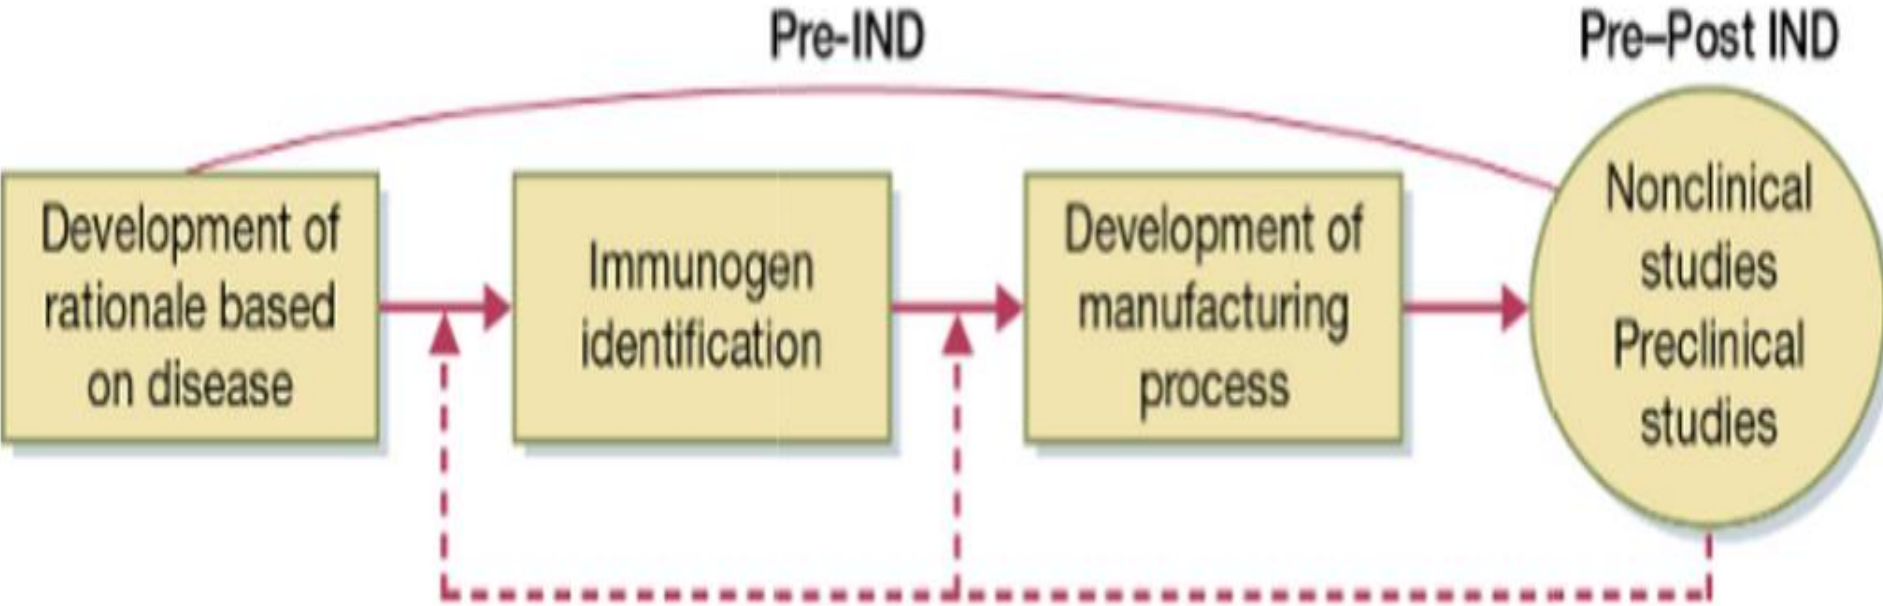 Pre-IND
Pre–Post IND
Development of
rationale based
on disease
Immunogen
identification
Development of
manufacturing
process
Nonclinical
studies
Preclinical
studies